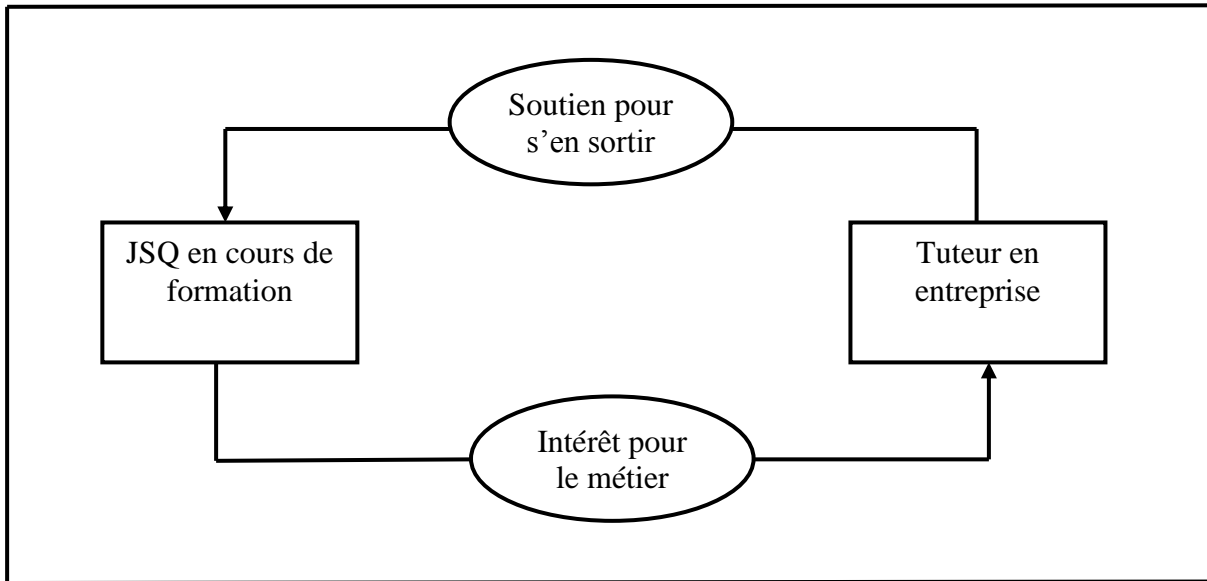 Soutien pour
s’en sortir
JSQ en cours de
formation
Tuteur en
entreprise
Intérêt pour
le métier